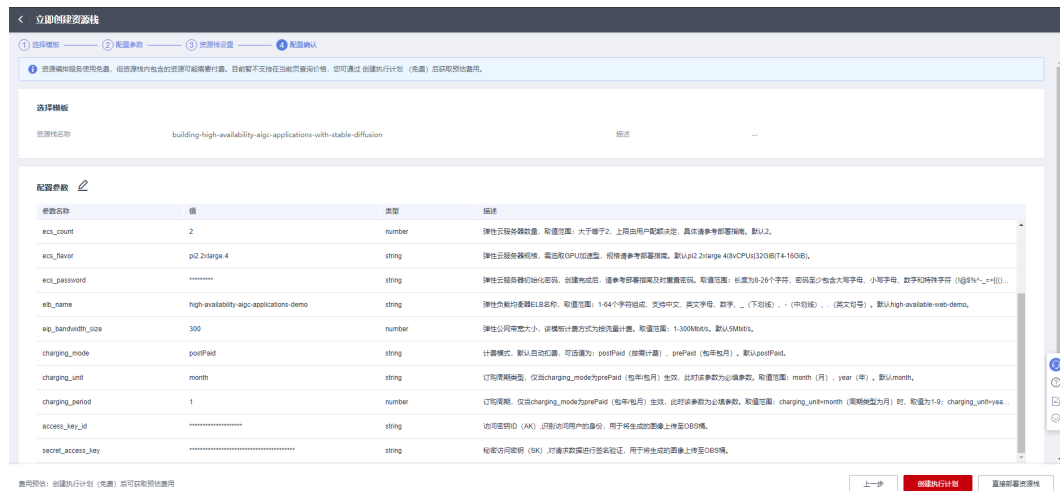 < 立即创建资源栈
1 选择模板 2 配置参数 3 资源栈设置 4 配置确认
资源编排服务使用免费，但资源栈内包含的资源可能需要付费。目前暂不支持在当前页查询价格，您可通过 创建执行计划 （免费）后获取预估费用。
选择模板
资源栈名称 building-high-availability-aigc-applications-with-stable-diffusion 描述 --
配置参数
参数名称 值 类型 描述
ecs_count 2 number 弹性云服务器数量，取值范围：大于等于2，上限由用户配额决定，具体请参考部署指南。默认2。
ecs_flavor pi2.2xlarge.4 string 弹性云服务器规格，需选取GPU加速型，规格请参考部署指南。默认pi2.2xlarge.4(8vCPUs|32GiB|T4-16GiB)。
ecs_password ********* string 弹性云服务器初始化密码，创建完成后，请参考部署指南及时重置密码。取值范围：长度为8-26个字符，密码至少包含大写字母、小写字母、数字和特殊字符（!@$%^-_=+[{()...
elb_name high-availability-aigc-applications-demo string 弹性负载均衡器ELB名称，取值范围：1-64个字符组成，支持中文、英文字母、数字、_（下划线）、-（中划线）、.（英文句号）。默认high-available-web-demo。
eip_bandwidth_size 300 number 弹性公网带宽大小，该模板计费方式为按流量计费。取值范围：1-300Mbit/s。默认5Mbit/s。
charging_mode postPaid string 计费模式，默认自动扣费，可选值为：postPaid（按需计费）、prePaid（包年包月）。默认postPaid。
charging_unit month string 订购周期类型，仅当charging_mode为prePaid（包年/包月）生效，此时该参数为必填参数。取值范围：month（月），year（年）。默认month。
charging_period 1 number 订购周期，仅当charging_mode为prePaid（包年/包月）生效，此时该参数为必填参数。取值范围：charging_unit=month（周期类型为月）时，取值为1-9；charging_unit=yea...
access_key_id ******************** string 访问密钥ID（AK）,识别访问用户的身份，用于将生成的图像上传至OBS桶。
secret_access_key **************************************** string 秘密访问密钥（SK）,对请求数据进行签名验证，用于将生成的图像上传至OBS桶。
费用预估：创建执行计划（免费）后可获取预估费用 上一步 创建执行计划 直接部署资源栈